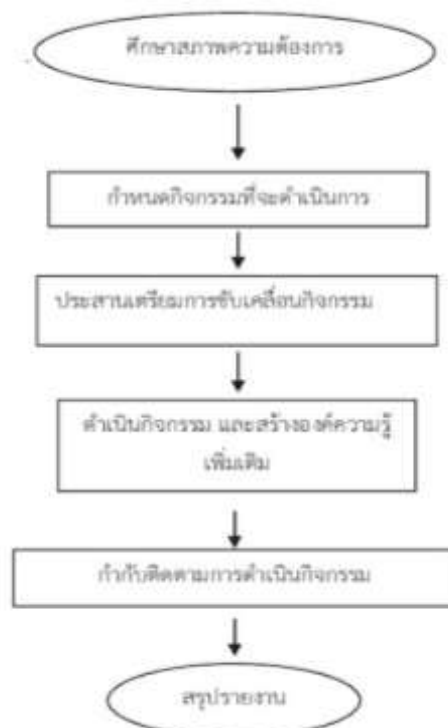 ศึกษาสภาพความต้องการ
กำหนดกิจกรรมที่จะดำเนินการ
ประสานเตรียมการขับเคลื่อนกิจกรรม
ดำเนินกิจกรรม และสร้างองค์ความรู้
เพิ่มเติม
กำกับติดตามการดำเนินกิจกรรม
สรุปรายงาน